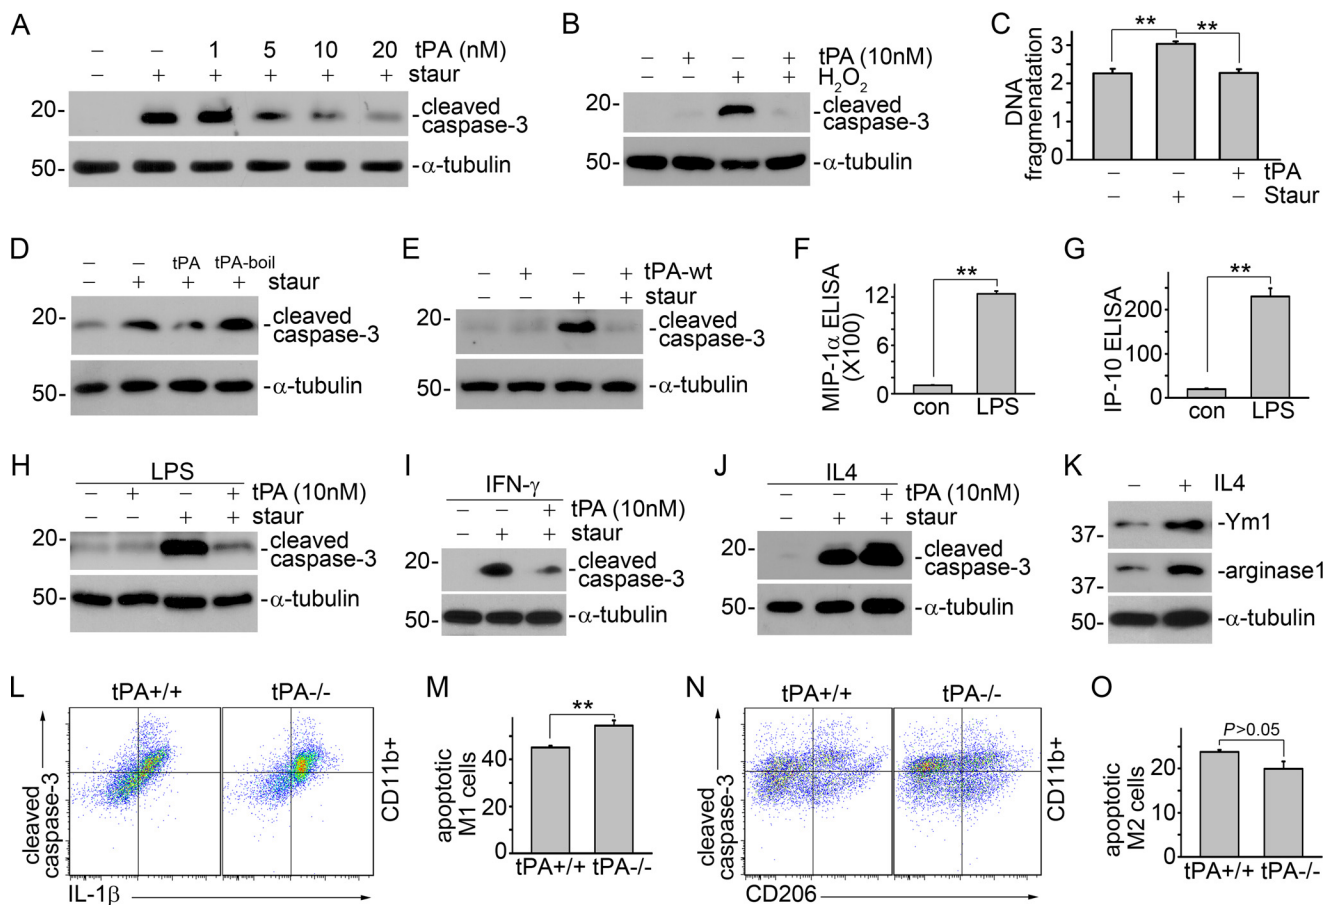 A
– – 1 5 10 20 tPA (nM)
– + + + + + staur
20-
-cleaved
caspase-3
50-
-α-tubulin
B
– + – + tPA (10nM)
– – + + H₂O₂
20-
-cleaved
caspase-3
50-
-α-tubulin
C
**
**
DNA
fragmenatation
3
2
1
0
– – + tPA
– + – Staur
D
– – tPA tPA-boil
– + + + staur
20-
-cleaved
caspase-3
50-
-α-tubulin
E
– + – + tPA-wt
– – + + staur
20-
-cleaved
caspase-3
50-
-α-tubulin
F
**
MIP-1α ELISA
(X100)
12
9
6
3
0
con LPS
G
**
IP-10 ELISA
200
100
0
con LPS
H
LPS
– + – + tPA (10nM)
– – + + staur
20-
-cleaved
caspase-3
50-
-α-tubulin
I
IFN-γ
– – + tPA (10nM)
– + + staur
20-
-cleaved
caspase-3
50-
-α-tubulin
J
IL4
– – + tPA (10nM)
– + + staur
20-
-cleaved
caspase-3
50-
-α-tubulin
K
– + IL4
37-
-Ym1
37-
-arginase1
50-
-α-tubulin
L
tPA+/+ tPA-/-
cleaved
caspase-3
CD11b+
IL-1β
M
**
apoptotic
M1 cells
40
20
0
tPA+/+ tPA-/-
N
tPA+/+ tPA-/-
cleaved
caspase-3
CD11b+
CD206
O
P>0.05
apoptotic
M2 cells
20
10
0
tPA+/+ tPA-/-